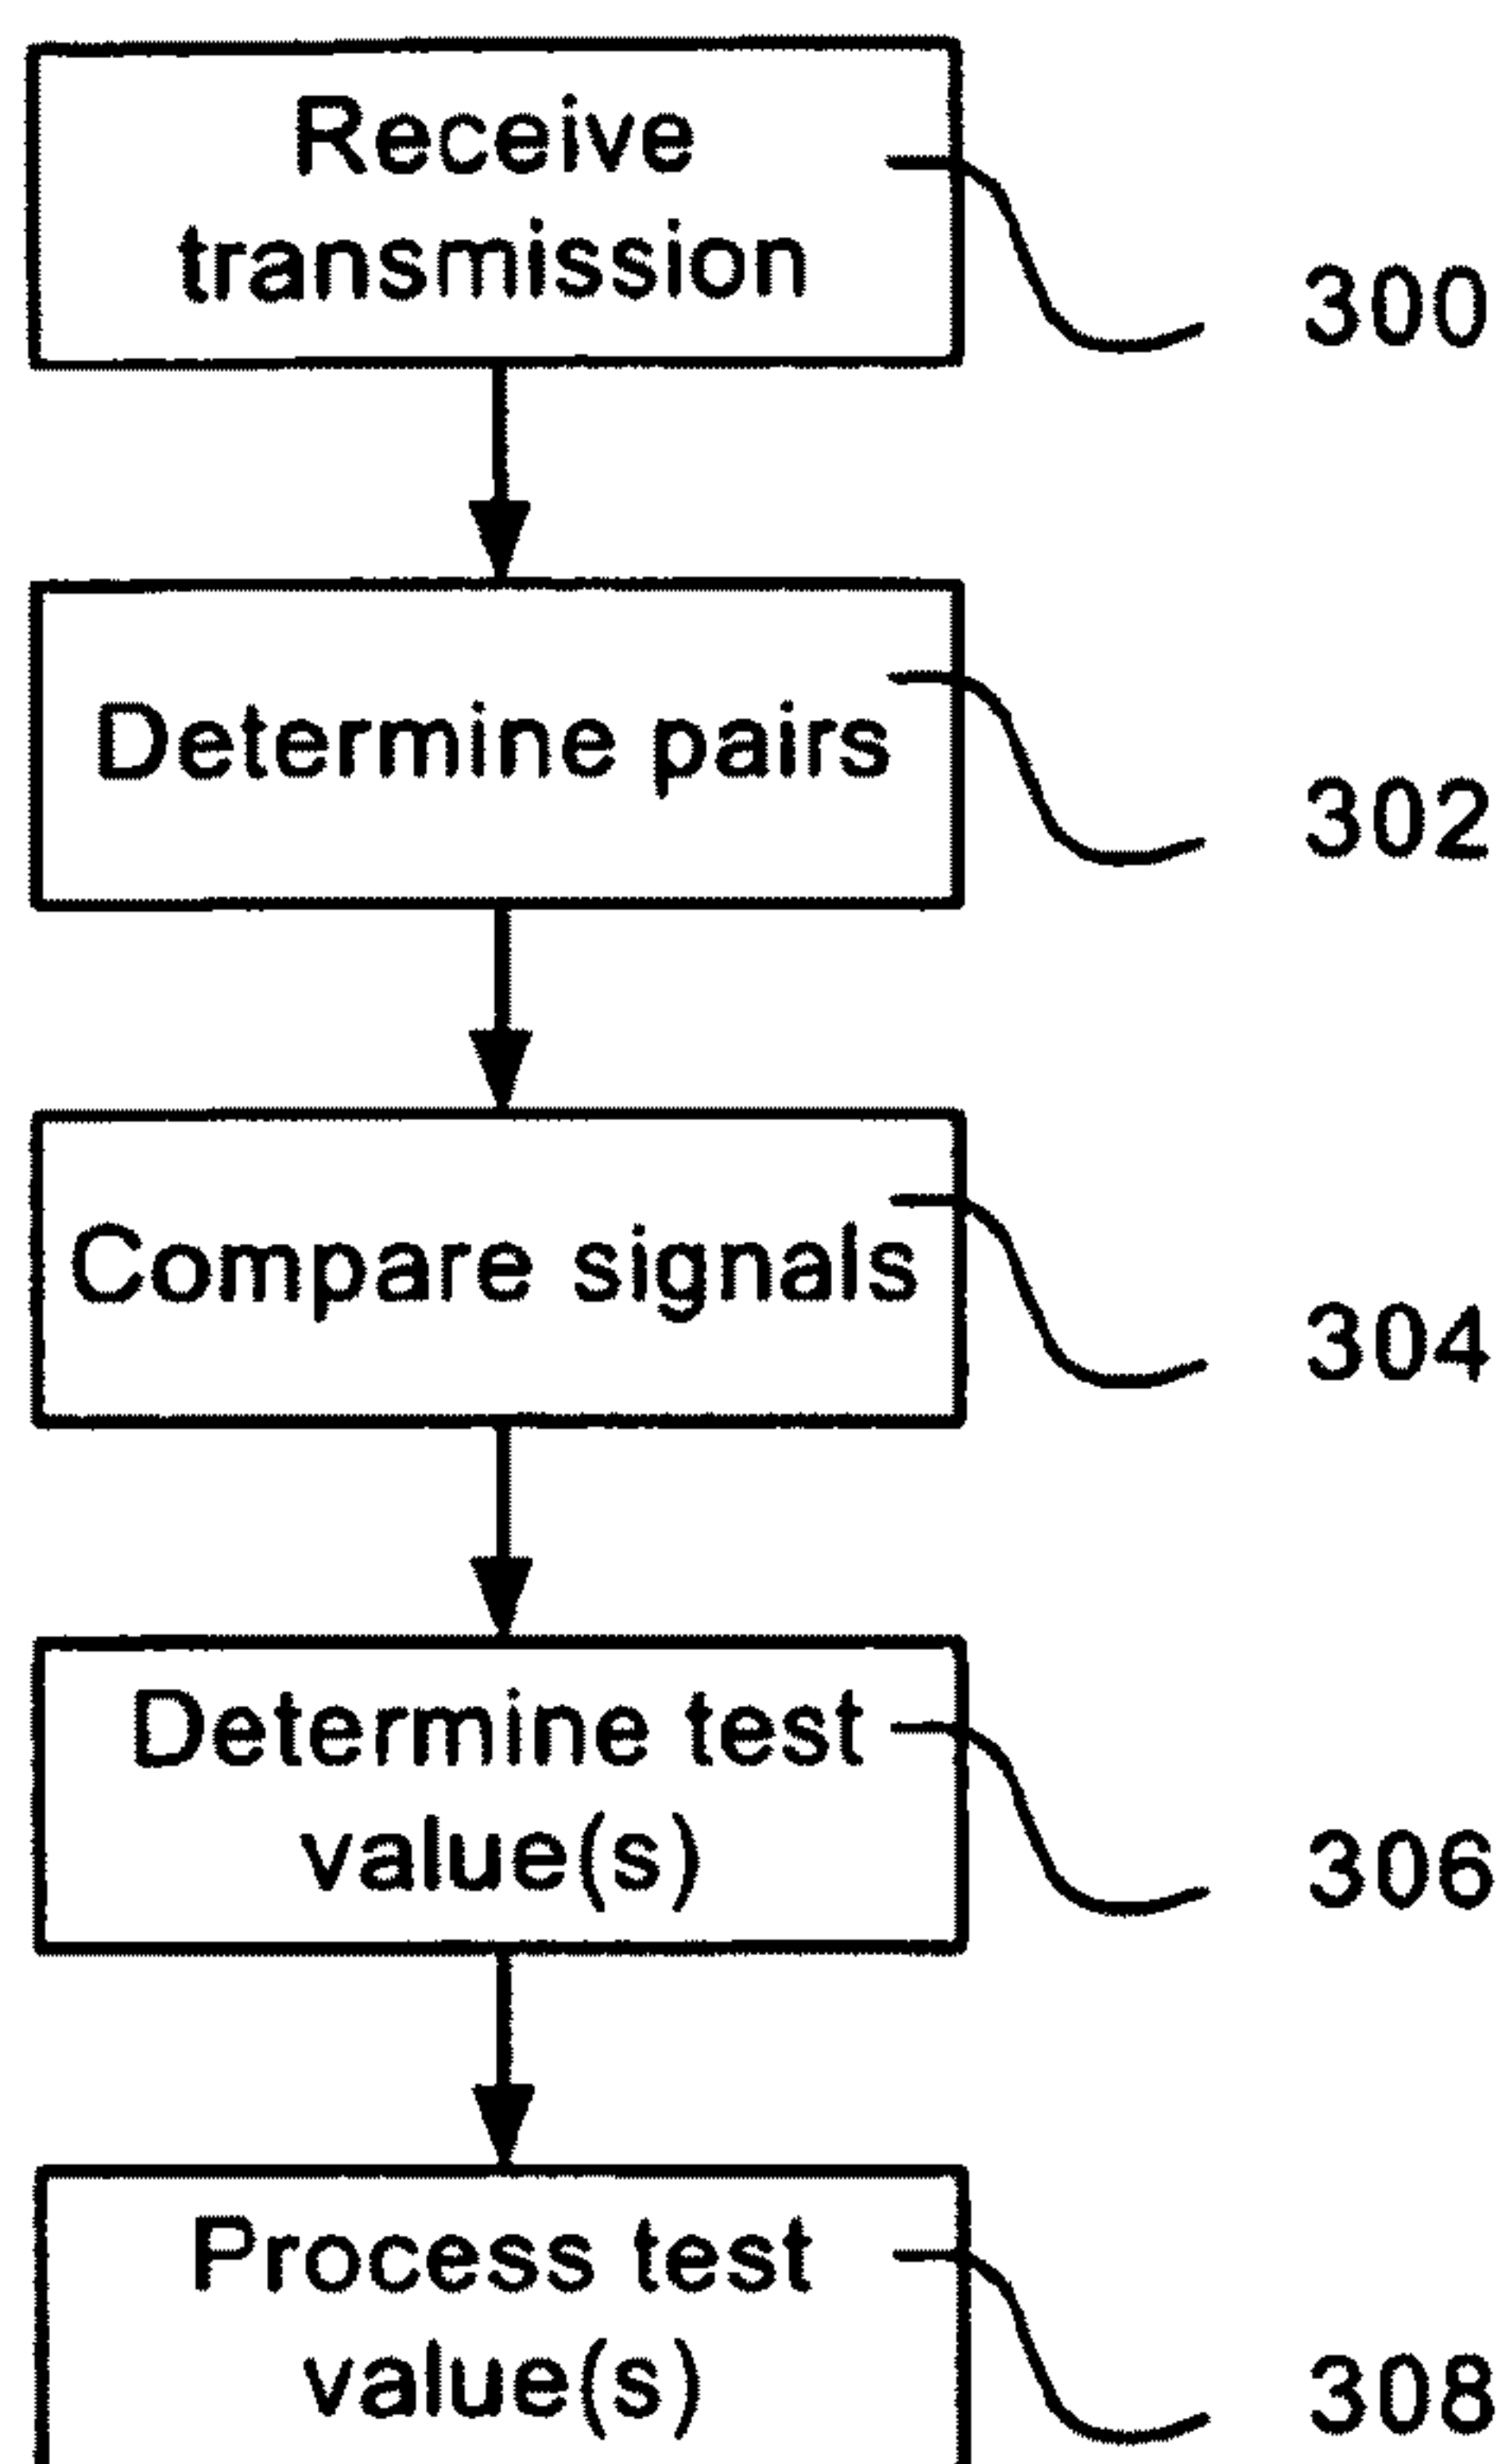 Receive
transmission
300
Determine pairs
302
Compare signals
304
Determine test
value(s)
306
Process test
value(s)
308